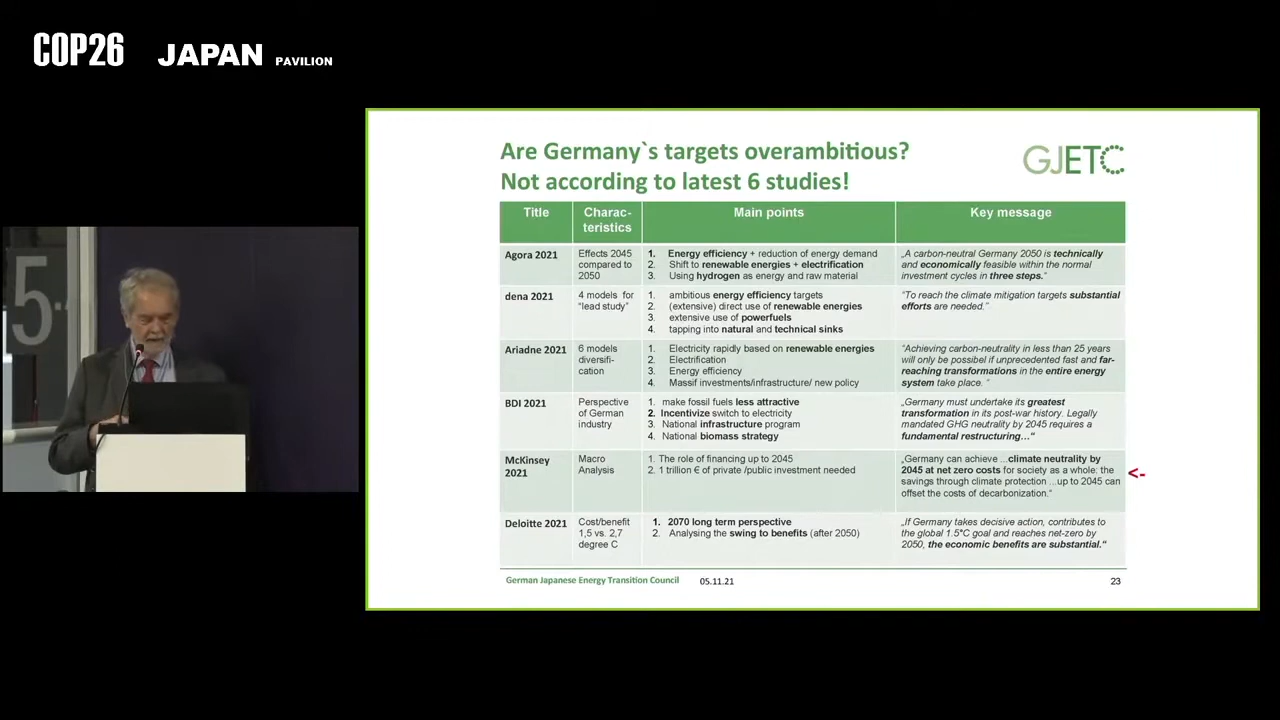 COP26 JAPAN PAVILION
5
Are Germany`s targets overambitious?
Not according to latest 6 studies!
GJETC
Title
Charac-
teristics
Main points
Key message
Agora 2021
Effects 2045
compared to
2050
1. Energy efficiency + reduction of energy demand
2. Shift to renewable energies + electrification
3. Using hydrogen as energy and raw material
„A carbon-neutral Germany 2050 is technically
and economically feasible within the normal
investment cycles in three steps.“
dena 2021
4 models for
"lead study"
1. ambitious energy efficiency targets
2. (extensive) direct use of renewable energies
3. extensive use of powerfuels
4. tapping into natural and technical sinks
"To reach the climate mitigation targets substantial
efforts are needed."
Ariadne 2021
6 models
diversifi-
cation
1. Electricity rapidly based on renewable energies
2. Electrification
3. Energy efficiency
4. Massif investments/infrastructure/ new policy
"Achieving carbon-neutrality in less than 25 years
will only be possibel if unprecedented fast and far-
reaching transformations in the entire energy
system take place. "
BDI 2021
Perspective
of German
industry
1. make fossil fuels less attractive
2. Incentivize switch to electricity
3. National infrastructure program
4. National biomass strategy
„Germany must undertake its greatest
transformation in its post-war history. Legally
mandated GHG neutrality by 2045 requires a
fundamental restructuring…"
McKinsey
2021
Macro
Analysis
1. The role of financing up to 2045
2. 1 trillion € of private /public investment needed
„Germany can achieve ...climate neutrality by
2045 at net zero costs for society as a whole: the
savings through climate protection ...up to 2045 can
offset the costs of decarbonization."
<-
Deloitte 2021
Cost/benefit
1,5 vs. 2,7
degree C
1. 2070 long term perspective
2. Analysing the swing to benefits (after 2050)
„If Germany takes decisive action, contributes to
the global 1.5°C goal and reaches net-zero by
2050, the economic benefits are substantial."
German Japanese Energy Transition Council 05.11.21 23